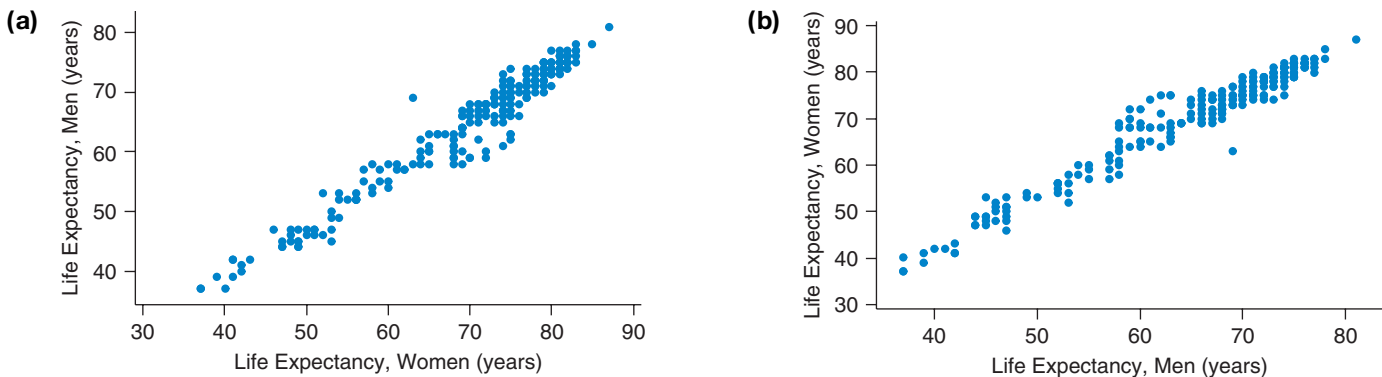 (a)
Life Expectancy, Men (years)
80
70
60
50
40
30 40 50 60 70 80 90
Life Expectancy, Women (years)
(b)
Life Expectancy, Women (years)
90
80
70
60
50
40
30
40 50 60 70 80
Life Expectancy, Men (years)